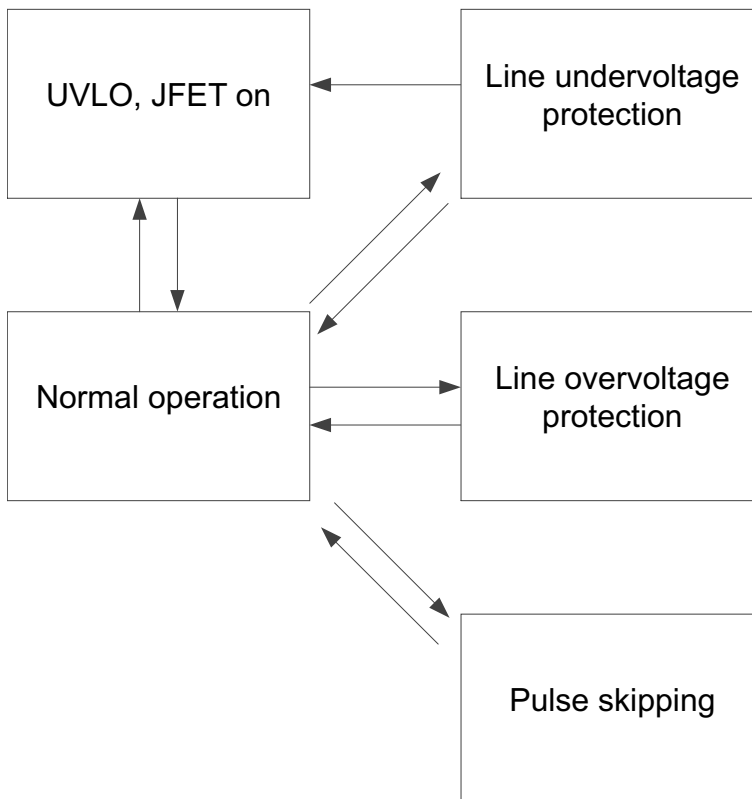 UVLO, JFET on
Line undervoltage
protection
Normal operation
Line overvoltage
protection
Pulse skipping